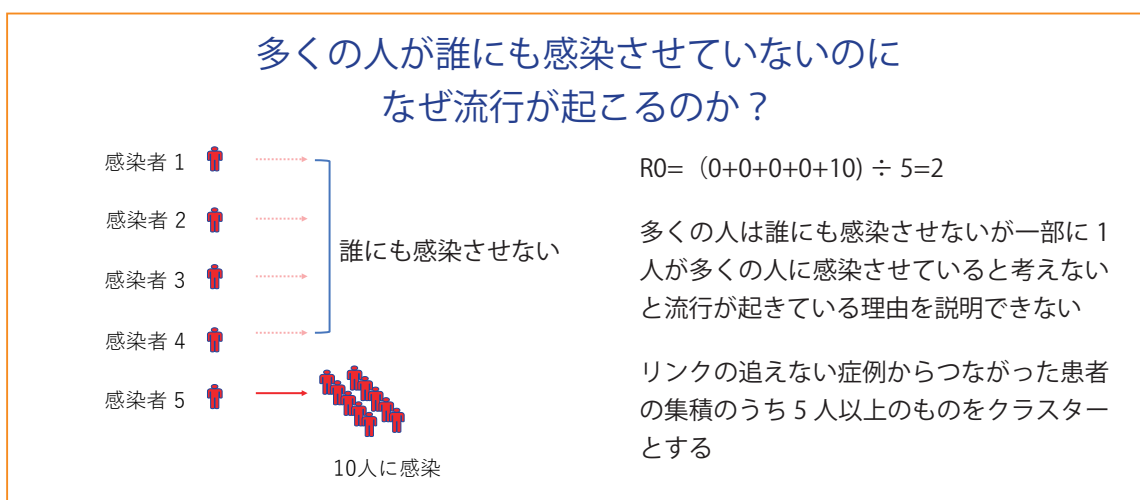 多くの人が誰にも感染させていないのに
なぜ流行が起こるのか？
感染者 1
感染者 2
感染者 3
感染者 4
感染者 5
誰にも感染させない
10人に感染
R0=（0+0+0+0+10) ÷ 5=2
多くの人は誰にも感染させないが一部に 1
人が多くの人に感染させていると考えない
と流行が起きている理由を説明できない
リンクの追えない症例からつながった患者
の集積のうち 5 人以上のものをクラスター
とする